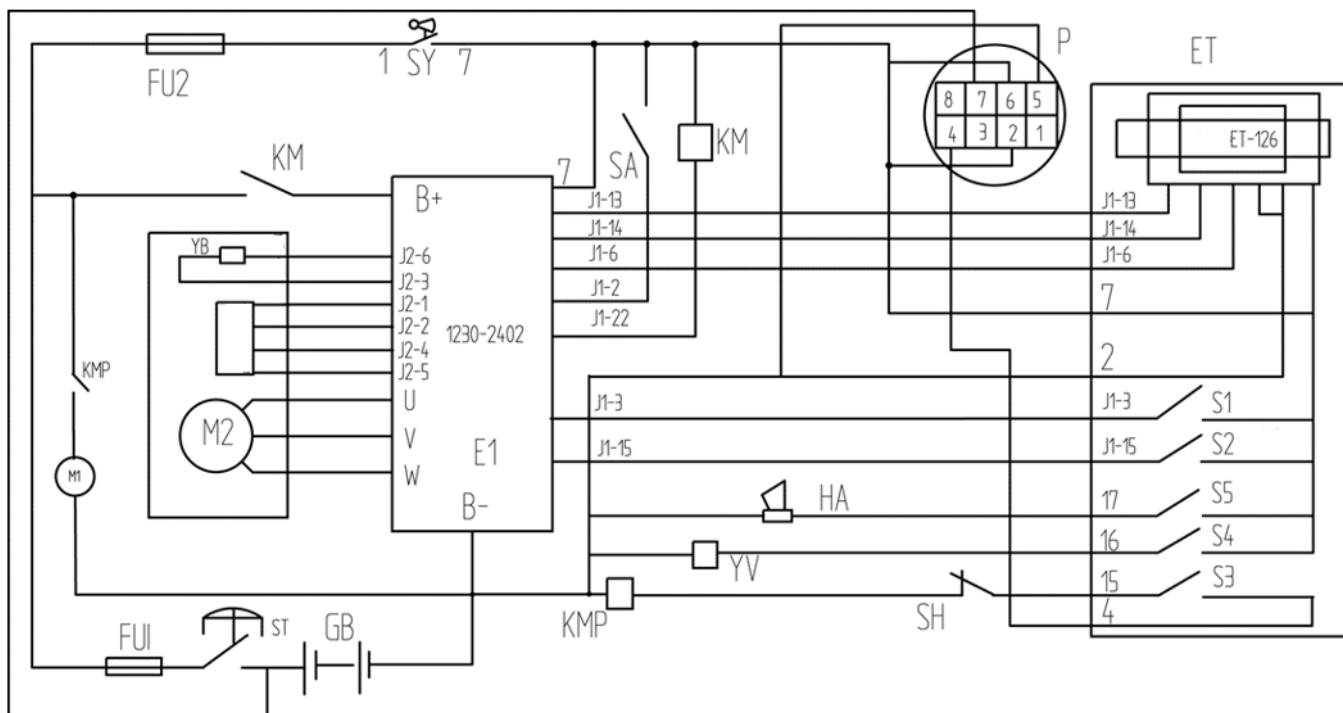 P
ET
1 SY 7
FU2
8 7 6 5
4 3 2 1
ET-126
KM
SA
KM
7
B+
J1-13
J1-13
J1-14
J1-14
J1-6
J1-6
YB
J2-6
J2-3
J2-1
J2-2
J2-4
J2-5
1230-2402
J1-2
J1-22
7
2
KMP
J1-3
J1-3
S1
M2
U
V
W
E1
J1-15
J1-15
S2
M1
B-
HA
17
S5
YV
16
S4
KMP
SH
15
S3
4
FU1
ST
GB